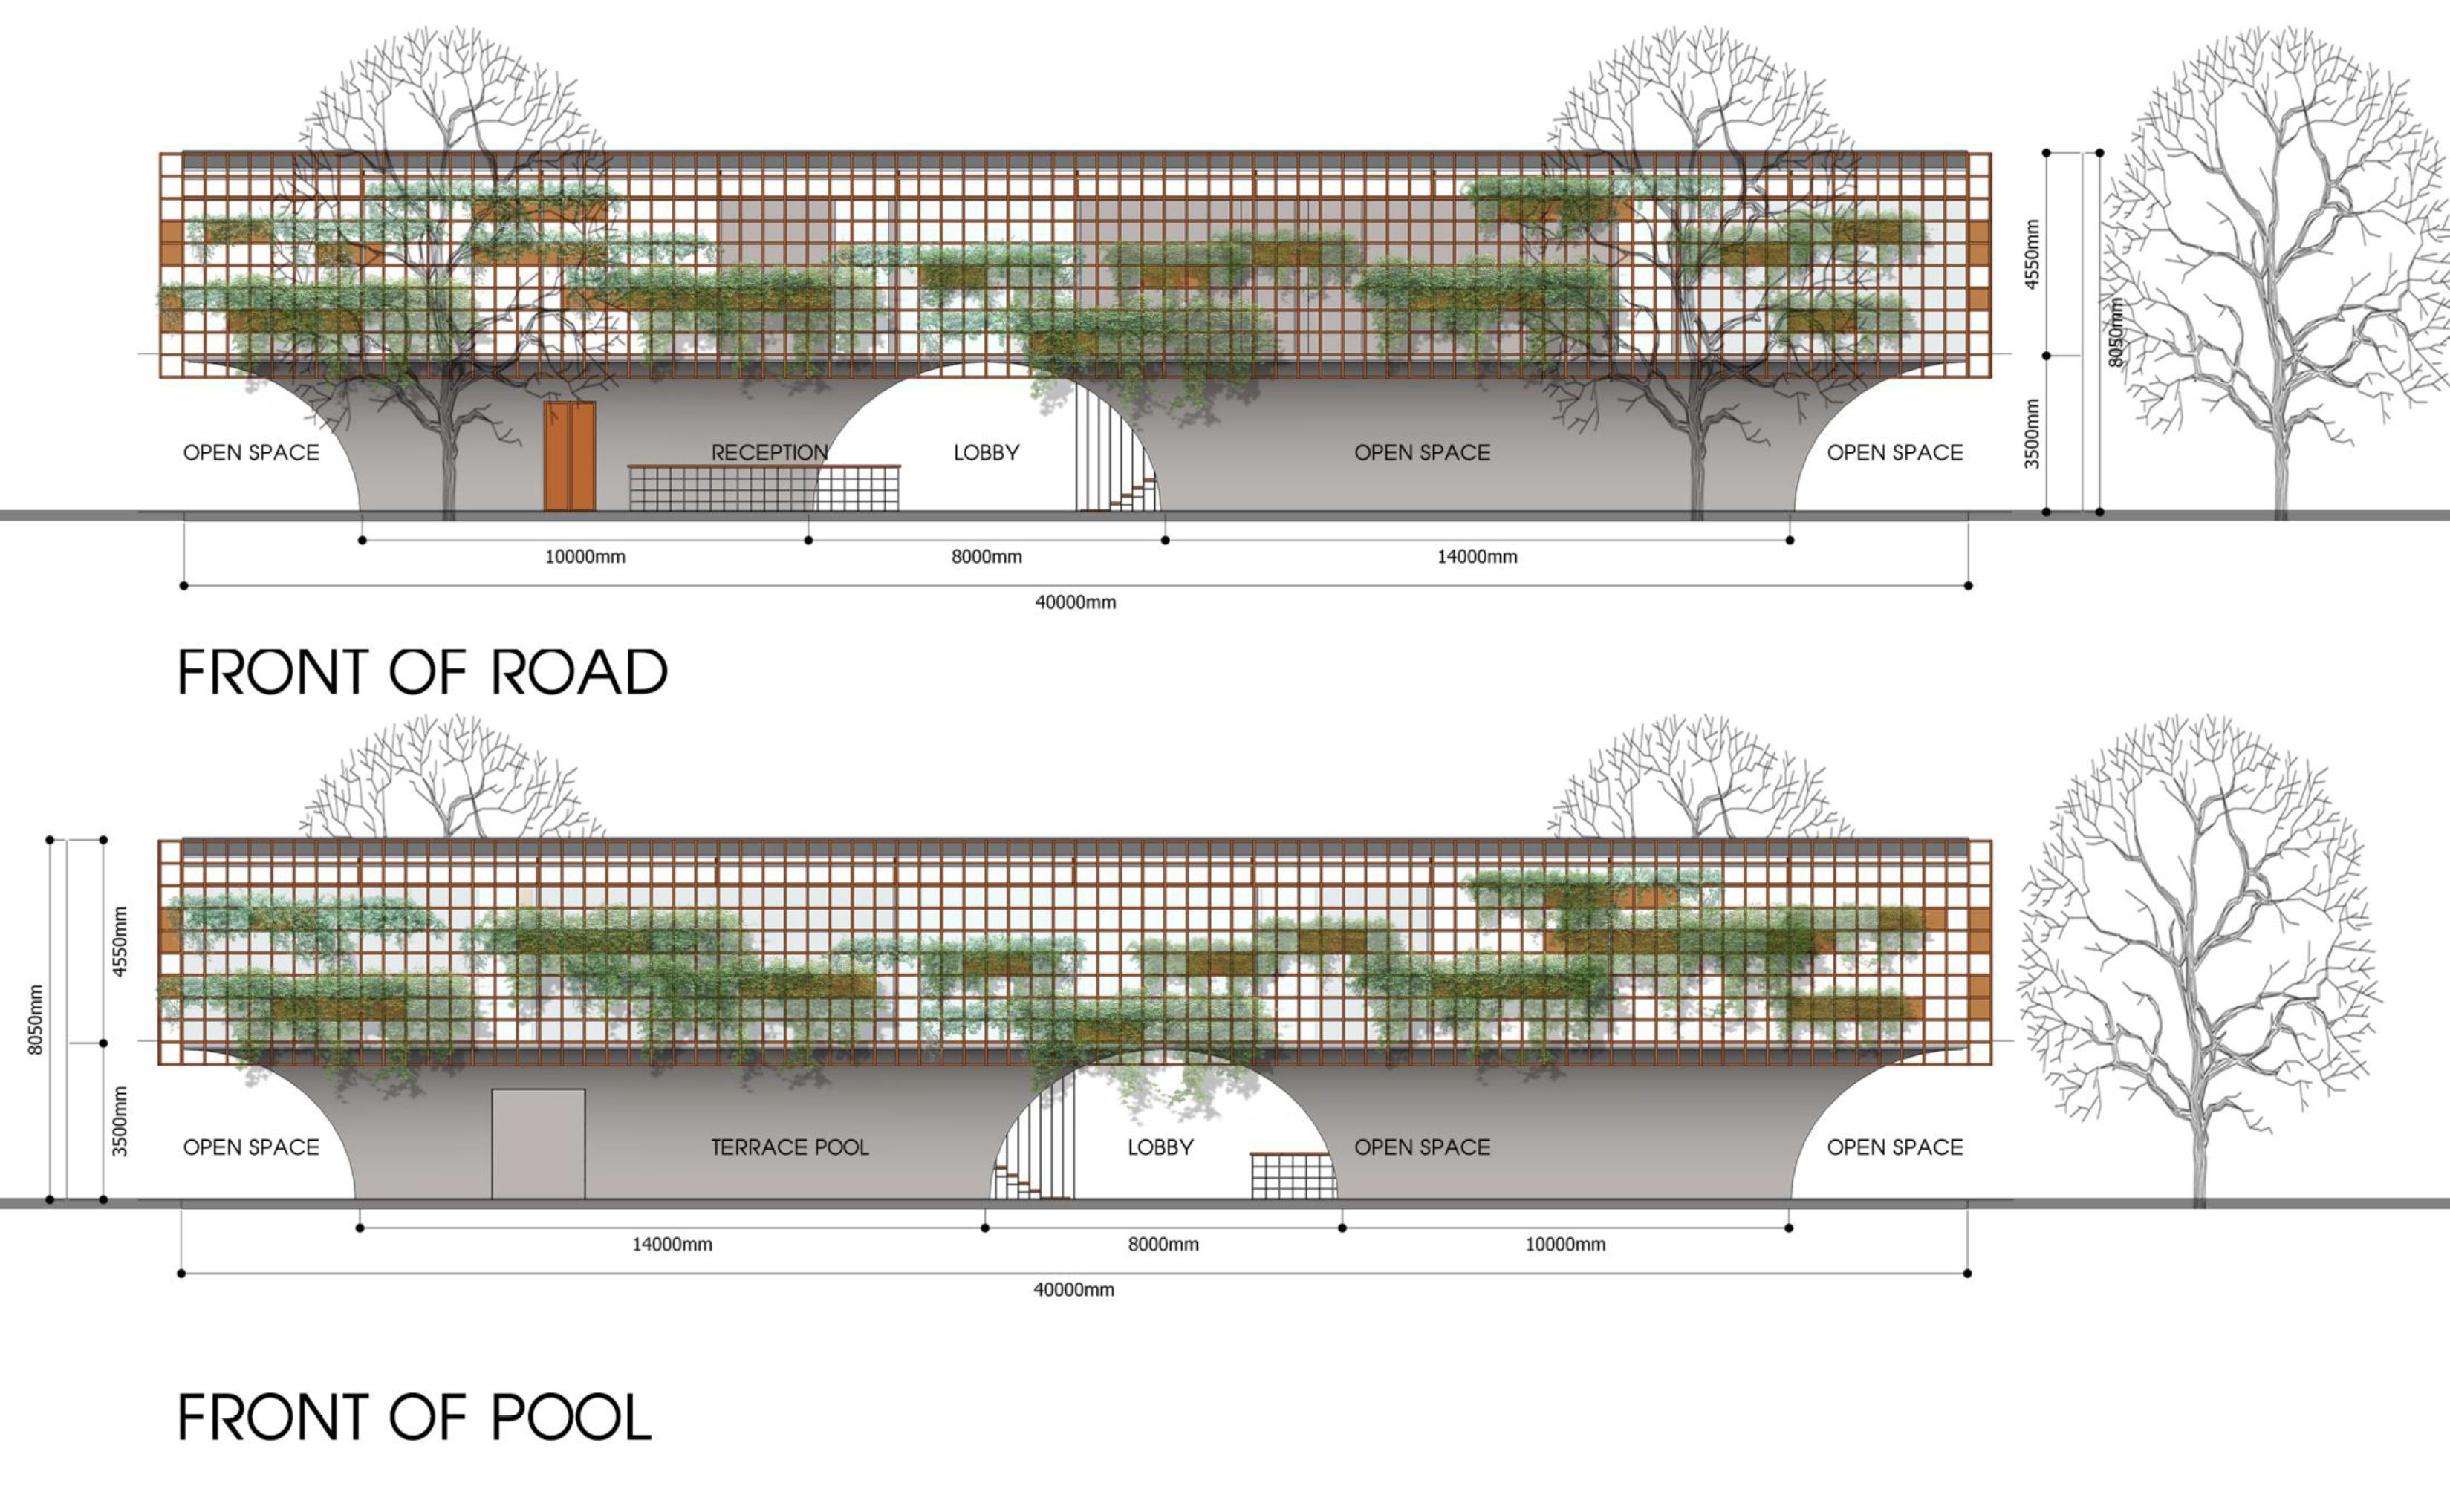 4550mm
8050mm
3500mm
OPEN SPACE
RECEPTION
LOBBY
OPEN SPACE
OPEN SPACE
10000mm
8000mm
14000mm
40000mm
FRONT OF ROAD
4550mm
8050mm
3500mm
OPEN SPACE
TERRACE POOL
LOBBY
OPEN SPACE
OPEN SPACE
14000mm
8000mm
10000mm
40000mm
FRONT OF POOL